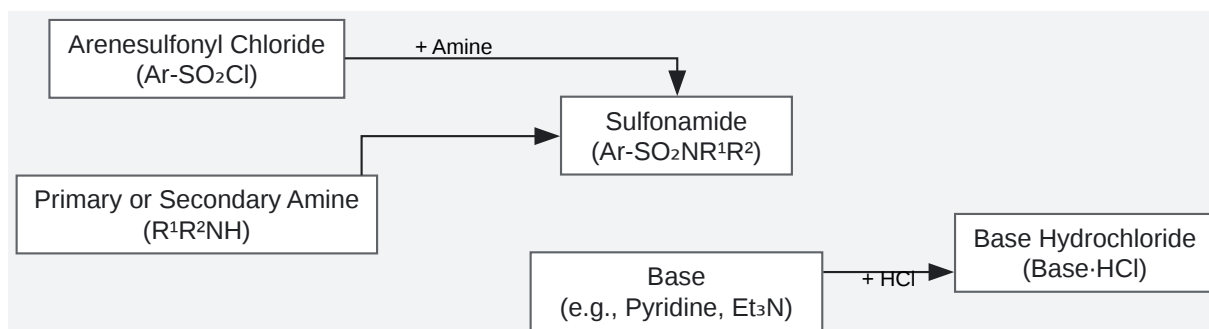 Arenesulfonyl Chloride
(Ar-SO₂Cl)
+ Amine
Sulfonamide
(Ar-SO₂NR¹R²)
Primary or Secondary Amine
(R¹R²NH)
Base
(e.g., Pyridine, Et₃N)
+ HCl
Base Hydrochloride
(Base·HCl)